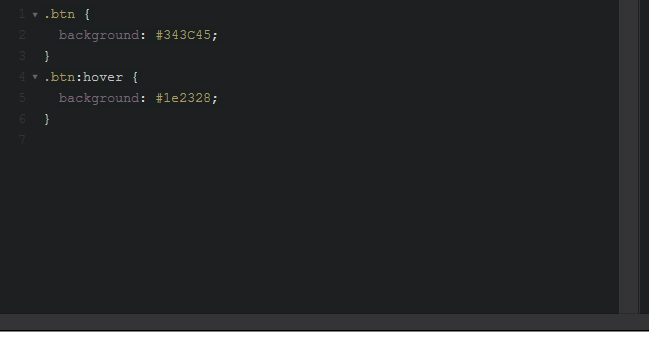 1 .btn {
2 background: #343C45;
3 }
4 .btn:hover {
5 background: #1e2328;
6 }
7